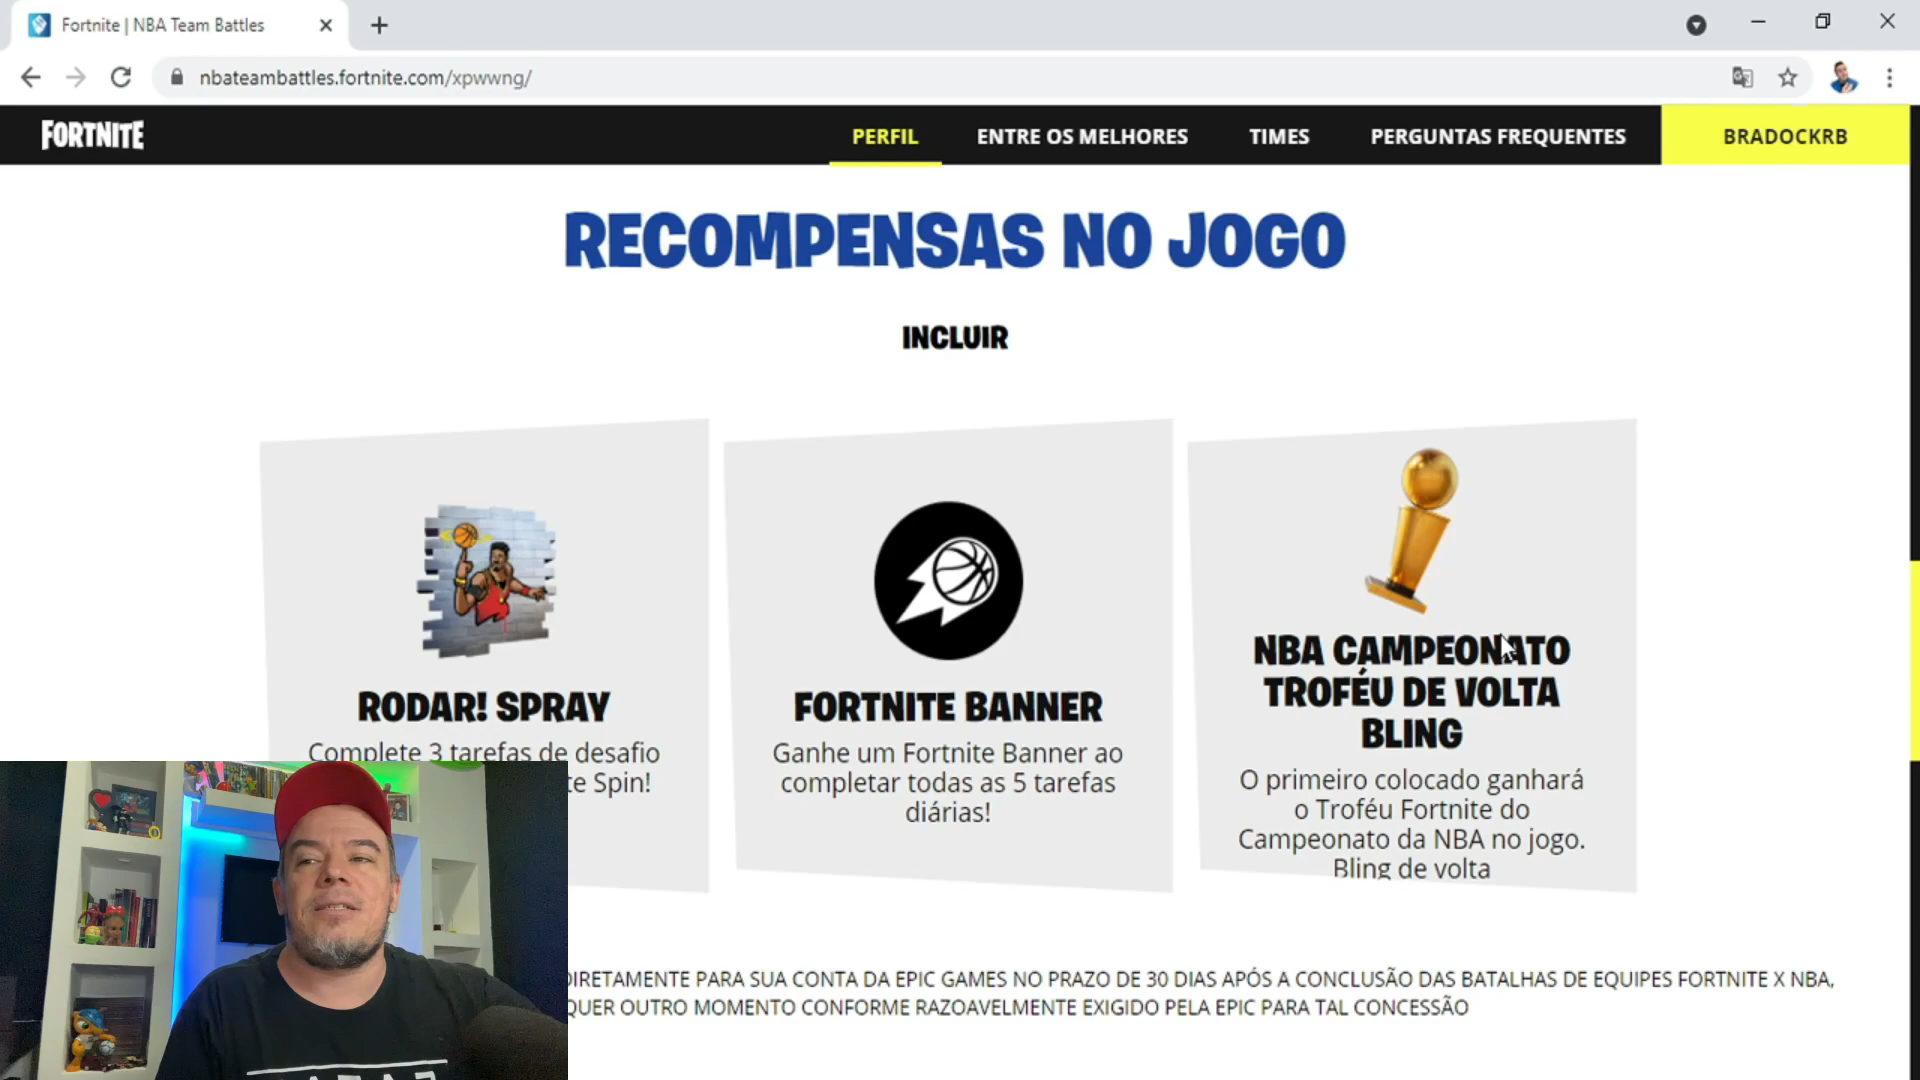 Fortnite | NBA Team Battles
nbateambattles.fortnite.com/xpwwng/
FORTNITE
PERFIL
ENTRE OS MELHORES
TIMES
PERGUNTAS FREQUENTES
BRADOCKRB
RECOMPENSAS NO JOGO
INCLUIR
RODAR! SPRAY
Complete 3 tarefas de desafio
te Spin!
FORTNITE BANNER
Ganhe um Fortnite Banner ao
completar todas as 5 tarefas
diárias!
NBA CAMPEONATO
TROFÉU DE VOLTA
BLING
O primeiro colocado ganhará
o Troféu Fortnite do
Campeonato da NBA no jogo.
Bling de volta
DIRETAMENTE PARA SUA CONTA DA EPIC GAMES NO PRAZO DE 30 DIAS APÓS A CONCLUSÃO DAS BATALHAS DE EQUIPES FORTNITE X NBA,
QUER OUTRO MOMENTO CONFORME RAZOAVELMENTE EXIGIDO PELA EPIC PARA TAL CONCESSÃO